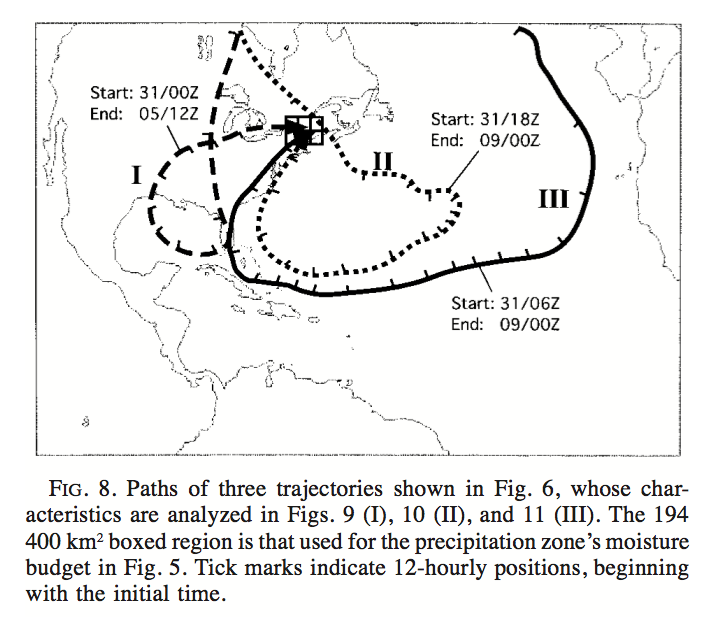 Start: 31/00Z
End: 05/12Z
Start: 31/18Z
End: 09/00Z
I
II
III
Start: 31/06Z
End: 09/00Z
FIG. 8. Paths of three trajectories shown in Fig. 6, whose char-
acteristics are analyzed in Figs. 9 (I), 10 (II), and 11 (III). The 194
400 km² boxed region is that used for the precipitation zone's moisture
budget in Fig. 5. Tick marks indicate 12-hourly positions, beginning
with the initial time.